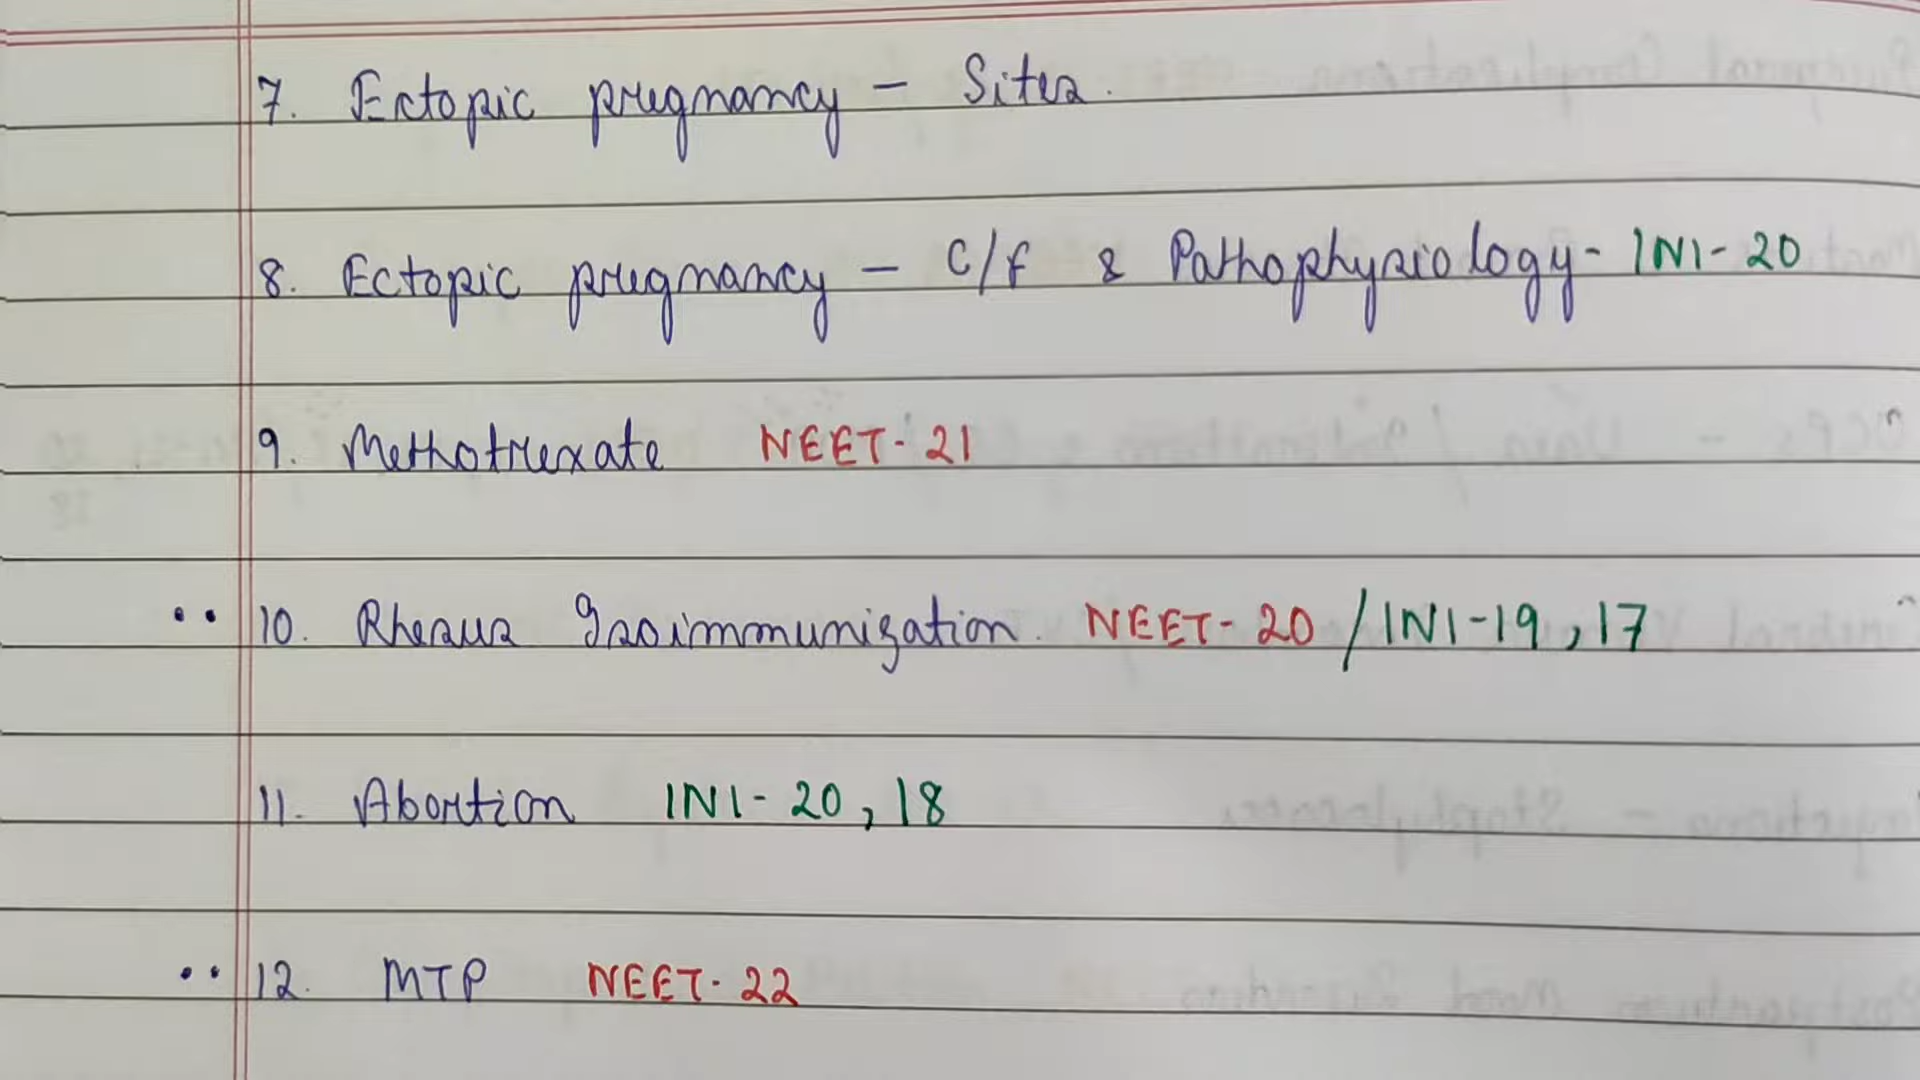 7. Ectopic pregnancy - Sites.
8. Ectopic pregnancy - C/f & Pathophysiology - INI-20
9. Methotrexate NEET-21
•• 10. Rhesus Isoimmunization. NEET-20 / INI-19, 17
11. Abortion INI-20, 18
•• 12. MTP NEET-22